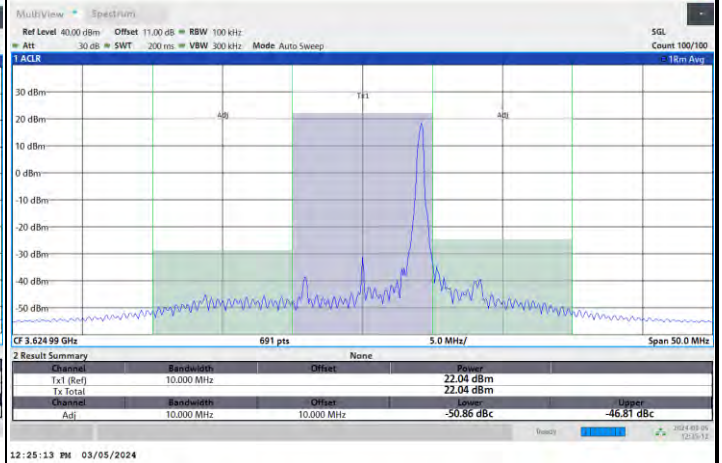 MultiView Spectrum
Ref Level 40.00 dBm Offset 11.00 dB RBW 100 kHz SGL
Att 30 dB SWT 200 ms VBW 300 kHz Mode Auto Sweep Count 100/100
1 ACLR 1Rm Avg
Tx1
Adj Adj
30 dBm
20 dBm
10 dBm
0 dBm
-10 dBm
-20 dBm
-30 dBm
-40 dBm
-50 dBm
CF 3.624 99 GHz 691 pts 5.0 MHz/ Span 50.0 MHz
2 Result Summary None
Channel Bandwidth Offset Power
Tx1 (Ref) 10.000 MHz 22.04 dBm
Tx Total 22.04 dBm
Channel Bandwidth Offset Lower Upper
Adj 10.000 MHz 10.000 MHz -50.86 dBc -46.81 dBc
Ready 2024-03-05
12:25:12
12:25:13 PM 03/05/2024